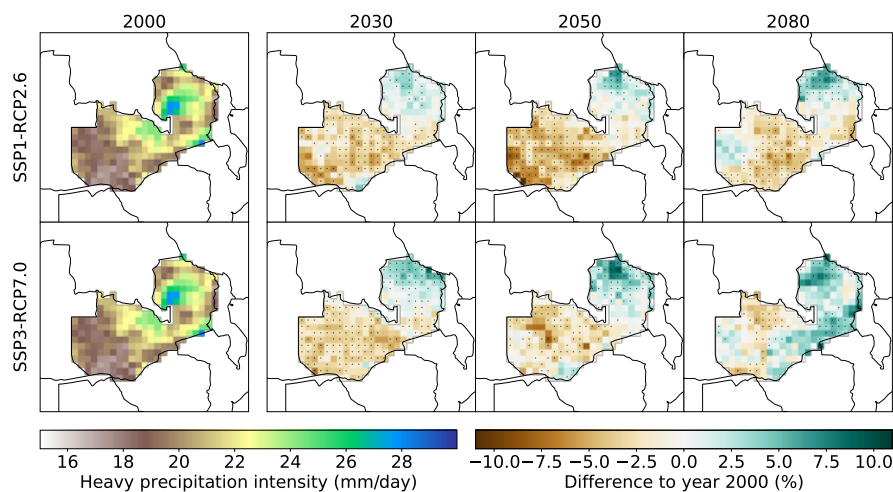 2000 2030 2050 2080
SSP1-RCP2.6
SSP3-RCP7.0
16 18 20 22 24 26 28
Heavy precipitation intensity (mm/day)
−10.0 −7.5 −5.0 −2.5 0.0 2.5 5.0 7.5 10.0
Difference to year 2000 (%)